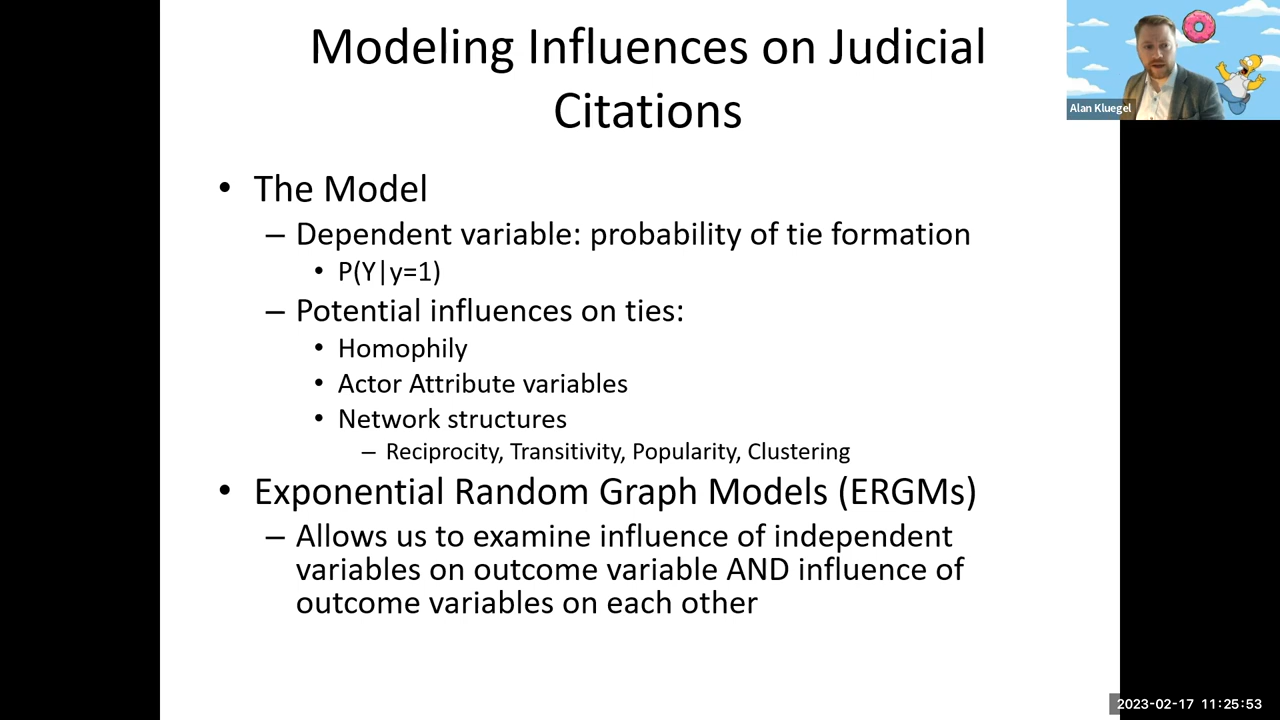 Modeling Influences on Judicial
Citations
Alan Kluegel
• The Model
– Dependent variable: probability of tie formation
• P(Y|y=1)
– Potential influences on ties:
• Homophily
• Actor Attribute variables
• Network structures
– Reciprocity, Transitivity, Popularity, Clustering
• Exponential Random Graph Models (ERGMs)
– Allows us to examine influence of independent
variables on outcome variable AND influence of
outcome variables on each other
2023-02-17 11:25:53